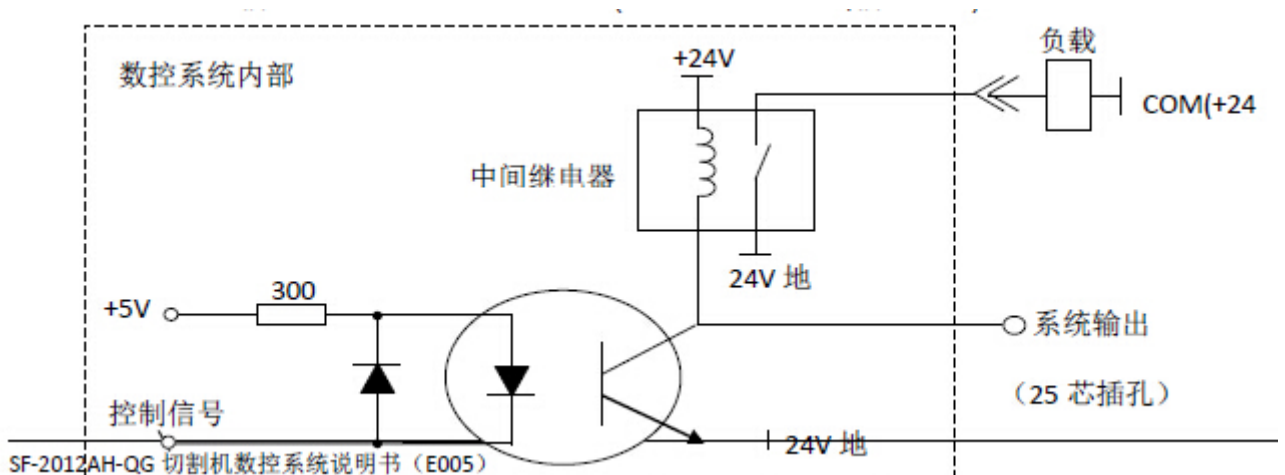 负载
+24V
数控系统内部
COM(+24
中间继电器
24V 地
300
+5V
系统输出
（25 芯插孔）
控制信号
24V 地
SF-2012AH-QG 切割机数控系统说明书（E005）